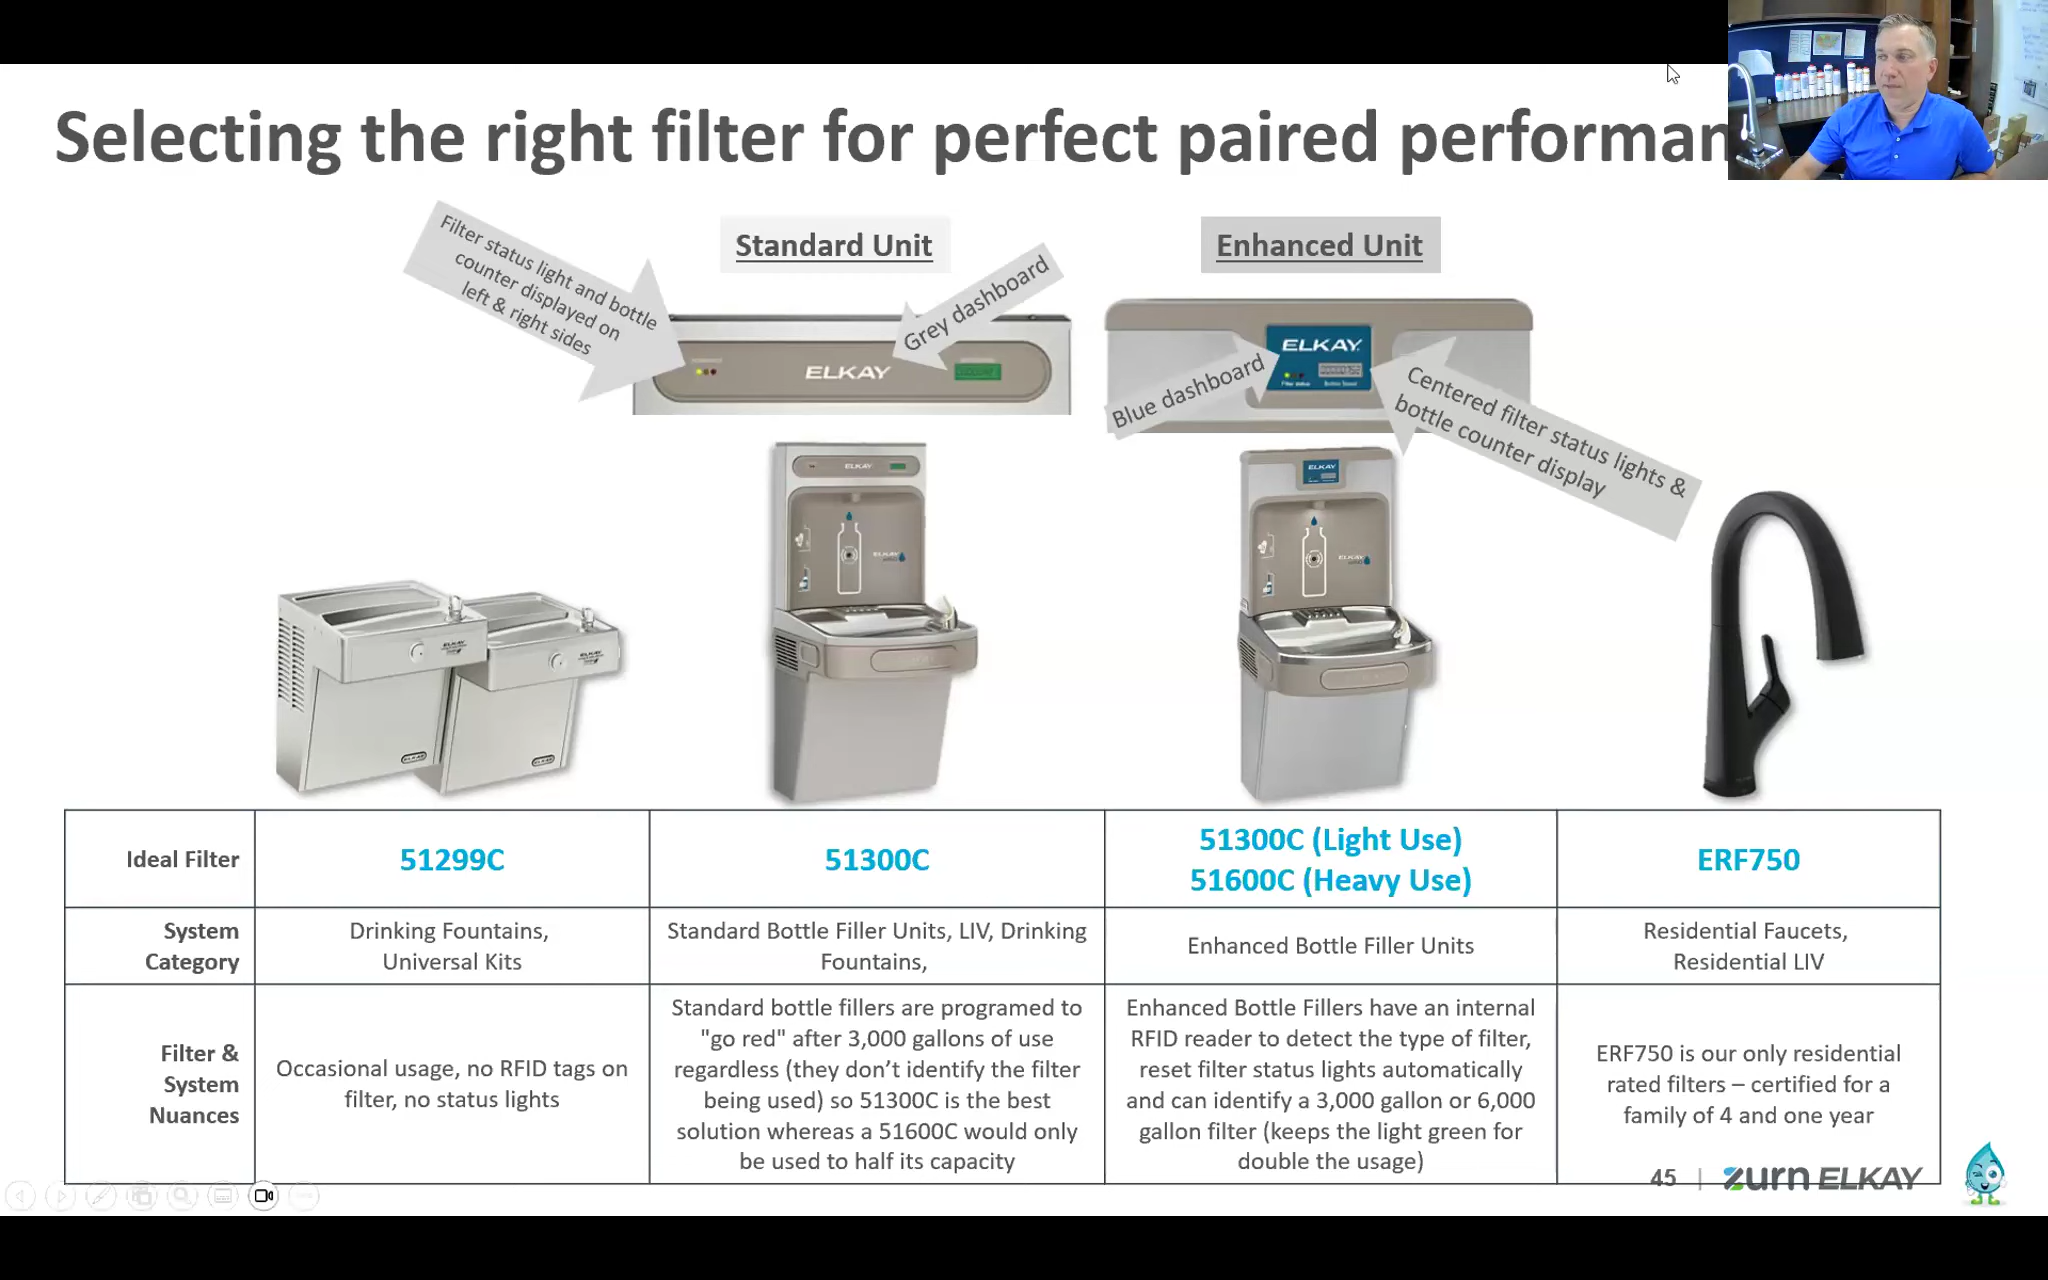 Selecting the right filter for perfect paired performan
Filter status light and bottle
counter displayed on
left & right sides
Standard Unit
Grey dashboard
ELKAY
Enhanced Unit
ELKAY
Filter status
Blue dashboard
Centered filter status lights &
bottle counter display
ELKAY
ELKAY
ELKAY
ELKAY
ELKAY
ELKAY
ELKAY
ELKAY
Ideal Filter
51299C
51300C
51300C (Light Use)
51600C (Heavy Use)
ERF750
System
Category
Drinking Fountains,
Universal Kits
Standard Bottle Filler Units, LIV, Drinking
Fountains,
Enhanced Bottle Filler Units
Residential Faucets,
Residential LIV
Filter &
System
Nuances
Occasional usage, no RFID tags on
filter, no status lights
Standard bottle fillers are programed to
"go red" after 3,000 gallons of use
regardless (they don't identify the filter
being used) so 51300C is the best
solution whereas a 51600C would only
be used to half its capacity
Enhanced Bottle Fillers have an internal
RFID reader to detect the type of filter,
reset filter status lights automatically
and can identify a 3,000 gallon or 6,000
gallon filter (keeps the light green for
double the usage)
ERF750 is our only residential
rated filters – certified for a
family of 4 and one year
45 | zurn ELKAY